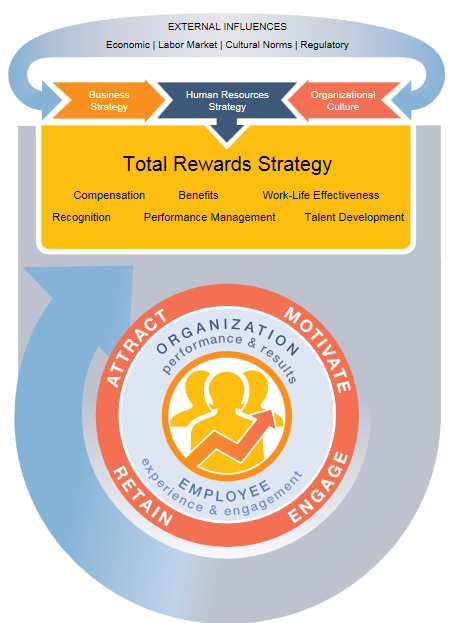 EXTERNAL INFLUENCES
Economic | Labor Market | Cultural Norms | Regulatory
Business
Strategy
Human Resources
Strategy
Organizational
Culture
Total Rewards Strategy
Compensation Benefits Work-Life Effectiveness
Recognition Performance Management Talent Development
ATTRACT
MOTIVATE
ORGANIZATION
performance & results
EMPLOYEE
experience & engagement
RETAIN
ENGAGE